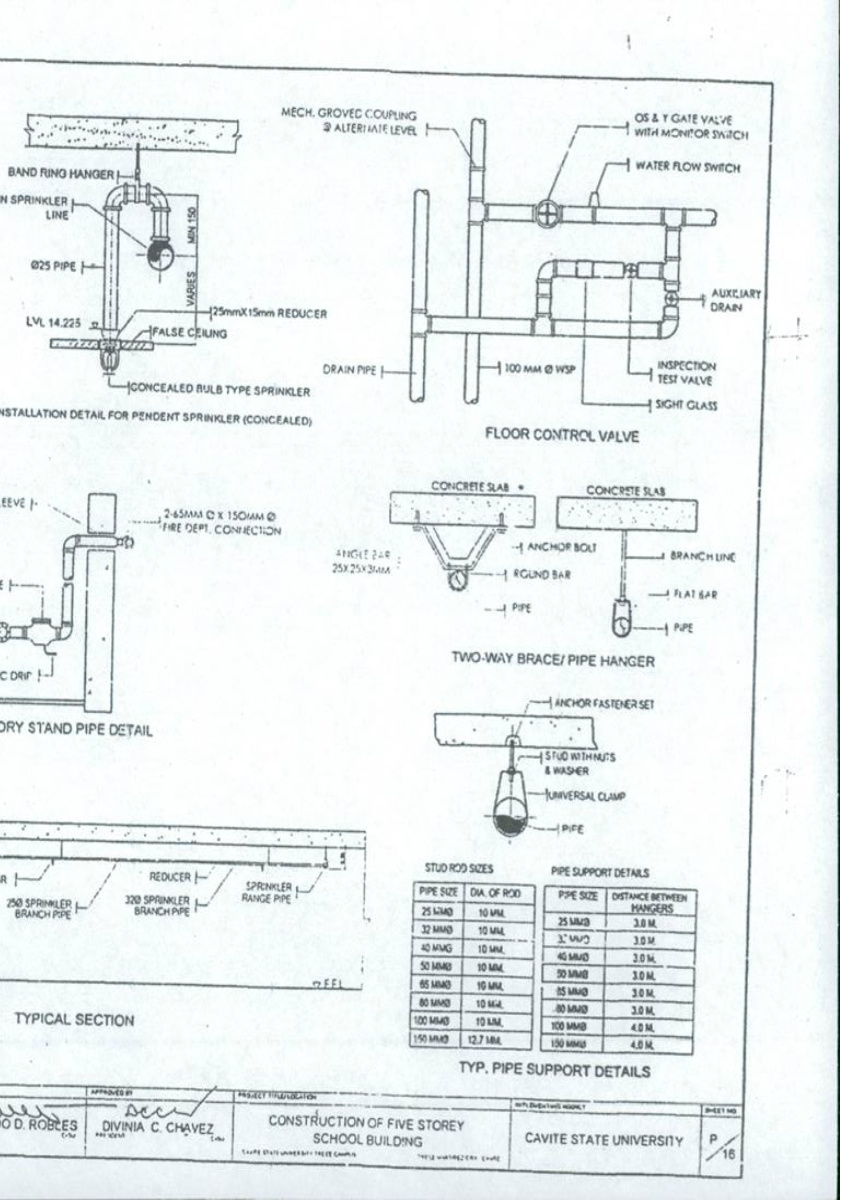 BAND RING HANGER
N SPRINKLER
LINE
Ø25 PIPE
MIN 150
VARIES
LVL 14.225
25mmX15mm REDUCER
FALSE CEILING
CONCEALED BULB TYPE SPRINKLER
NSTALLATION DETAIL FOR PENDENT SPRINKLER (CONCEALED)
MECH. GROVED COUPLING
@ ALTERNATE LEVEL
OS & Y GATE VALVE
WITH MONITOR SWITCH
WATER FLOW SWITCH
AUXILIARY
DRAIN
DRAIN PIPE
100 MM Ø WSP
INSPECTION
TEST VALVE
SIGHT GLASS
FLOOR CONTROL VALVE
LEEVE
2-65MM Ø X 150MM Ø
FIRE DEPT. CONNECTION
C DRIP
DRY STAND PIPE DETAIL
CONCRETE SLAB
CONCRETE SLAB
ANGLE BAR
25X25X3MM
ANCHOR BOLT
ROUND BAR
PIPE
BRANCH LINE
FLAT BAR
PIPE
TWO-WAY BRACE/ PIPE HANGER
ANCHOR FASTENER SET
STUD WITH NUTS
& WASHER
UNIVERSAL CLAMP
PIPE
R
REDUCER
SPRINKLER
RANGE PIPE
250 SPRINKLER
BRANCH PIPE
320 SPRINKLER
BRANCH PIPE
TYPICAL SECTION
STUD ROD SIZES
PIPE SIZE DIA. OF ROD
25 MMØ 10 MM.
32 MMØ 10 MM.
40 MMØ 10 MM.
50 MMØ 10 MM.
65 MMØ 10 MM.
80 MMØ 10 MM.
100 MMØ 10 MM.
150 MMØ 12.7 MM.
PIPE SUPPORT DETAILS
PIPE SIZE DISTANCE BETWEEN
HANGERS
25 MMØ 3.0 M.
3.0 M.
40 MMØ 3.0 M.
50 MMØ 3.0 M.
65 MMØ 3.0 M.
80 MMØ 3.0 M.
100 MMØ 4.0 M.
150 MMØ 4.0 M.
TYP. PIPE SUPPORT DETAILS
O D. ROBLES
APPROVED BY
DIVINIA C. CHAVEZ
PRESIDENT
PROJECT TITLE/LOCATION
CONSTRUCTION OF FIVE STOREY
SCHOOL BUILDING
IMPLEMENTING AGENCY
CAVITE STATE UNIVERSITY
SHEET NO
P
16